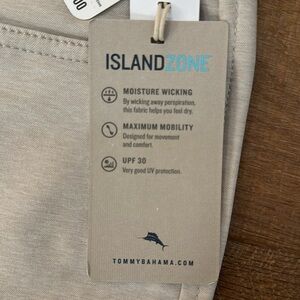 00
ISLANDZONE
MOISTURE WICKING
By wicking away perspiration,
this fabric helps you feel dry.
MAXIMUM MOBILITY
Designed for movement
and comfort.
UPF 30
Very good UV protection.
TOMMYBAHAMA.COM